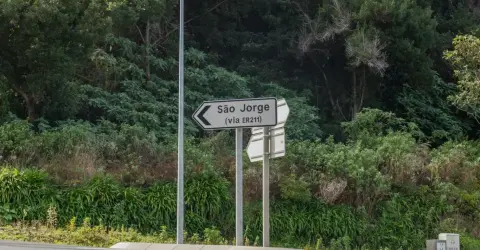 São Jorge
(via ER211)